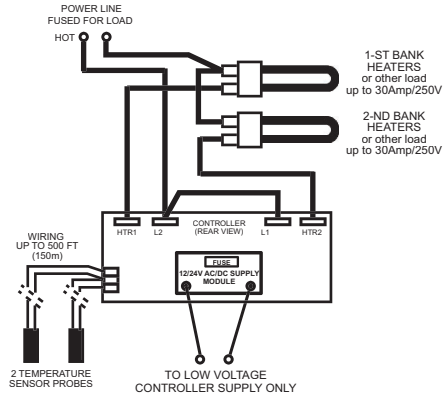 POWER LINE
FUSED FOR LOAD
HOT
1-ST BANK
HEATERS
or other load
up to 30Amp/250V
2-ND BANK
HEATERS
or other load
up to 30Amp/250V
HTR1
L2
CONTROLLER
(REAR VIEW)
L1
HTR2
WIRING
UP TO 500 FT
(150m)
FUSE
12/24V AC/DC SUPPLY
MODULE
2 TEMPERATURE
SENSOR PROBES
TO LOW VOLTAGE
CONTROLLER SUPPLY ONLY